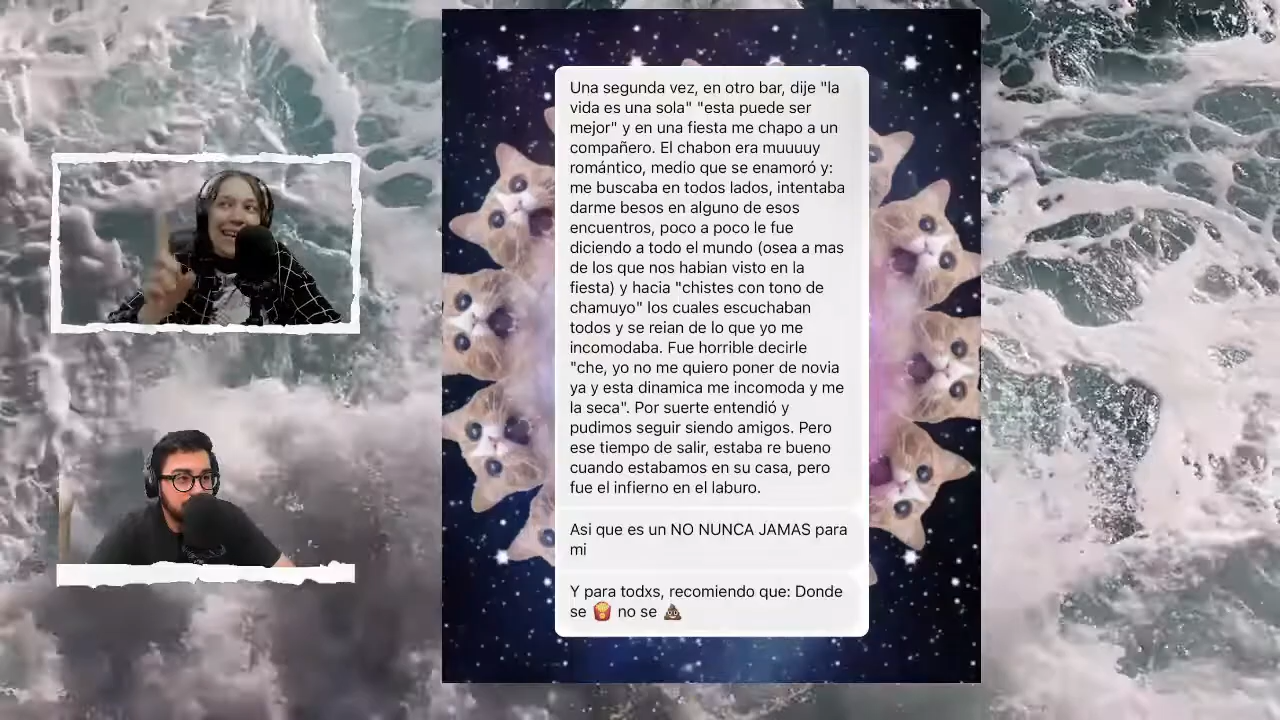 Una segunda vez, en otro bar, dije "la
vida es una sola" "esta puede ser
mejor" y en una fiesta me chapo a un
compañero. El chabon era muuuuy
romántico, medio que se enamoró y:
me buscaba en todos lados, intentaba
darme besos en alguno de esos
encuentros, poco a poco le fue
diciendo a todo el mundo (osea a mas
de los que nos habian visto en la
fiesta) y hacia "chistes con tono de
chamuyo" los cuales escuchaban
todos y se reian de lo que yo me
incomodaba. Fue horrible decirle
"che, yo no me quiero poner de novia
ya y esta dinamica me incomoda y me
la seca". Por suerte entendió y
pudimos seguir siendo amigos. Pero
ese tiempo de salir, estaba re bueno
cuando estabamos en su casa, pero
fue el infierno en el laburo.
Asi que es un NO NUNCA JAMAS para
mi
Y para todxs, recomiendo que: Donde
se 🍟 no se 💩